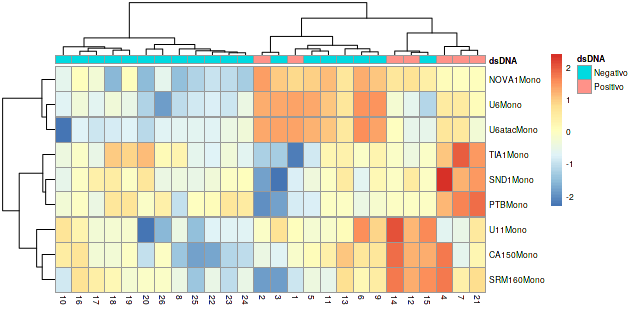 dsDNA
dsDNA
Negativo
Positivo
NOVA1Mono
U6Mono
U6atacMono
TIA1Mono
SND1Mono
PTBMono
U11Mono
CA150Mono
SRM160Mono
2
1
0
-1
-2
10 16 17 18 19 20 26 8 25 22 23 24 2 3 1 5 11 13 6 9 14 12 15 4 7 21